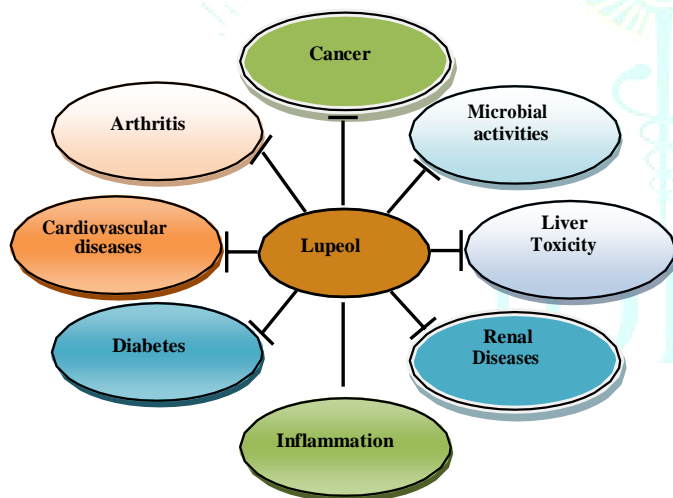 Cancer
Arthritis
Microbial
activities
Cardiovascular
diseases
Lupeol
Liver
Toxicity
Diabetes
Renal
Diseases
Inflammation